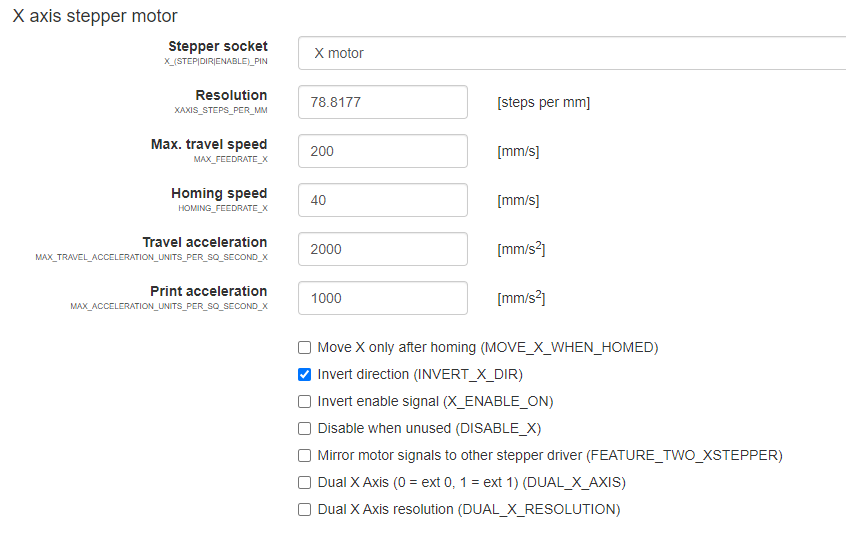 X axis stepper motor
Stepper socket
X_(STEP|DIR|ENABLE)_PIN
X motor
Resolution
XAXIS_STEPS_PER_MM
78.8177
[steps per mm]
Max. travel speed
MAX_FEEDRATE_X
200
[mm/s]
Homing speed
HOMING_FEEDRATE_X
40
[mm/s]
Travel acceleration
MAX_TRAVEL_ACCELERATION_UNITS_PER_SQ_SECOND_X
2000
[mm/s²]
Print acceleration
MAX_ACCELERATION_UNITS_PER_SQ_SECOND_X
1000
[mm/s²]
Move X only after homing (MOVE_X_WHEN_HOMED)
Invert direction (INVERT_X_DIR)
Invert enable signal (X_ENABLE_ON)
Disable when unused (DISABLE_X)
Mirror motor signals to other stepper driver (FEATURE_TWO_XSTEPPER)
Dual X Axis (0 = ext 0, 1 = ext 1) (DUAL_X_AXIS)
Dual X Axis resolution (DUAL_X_RESOLUTION)